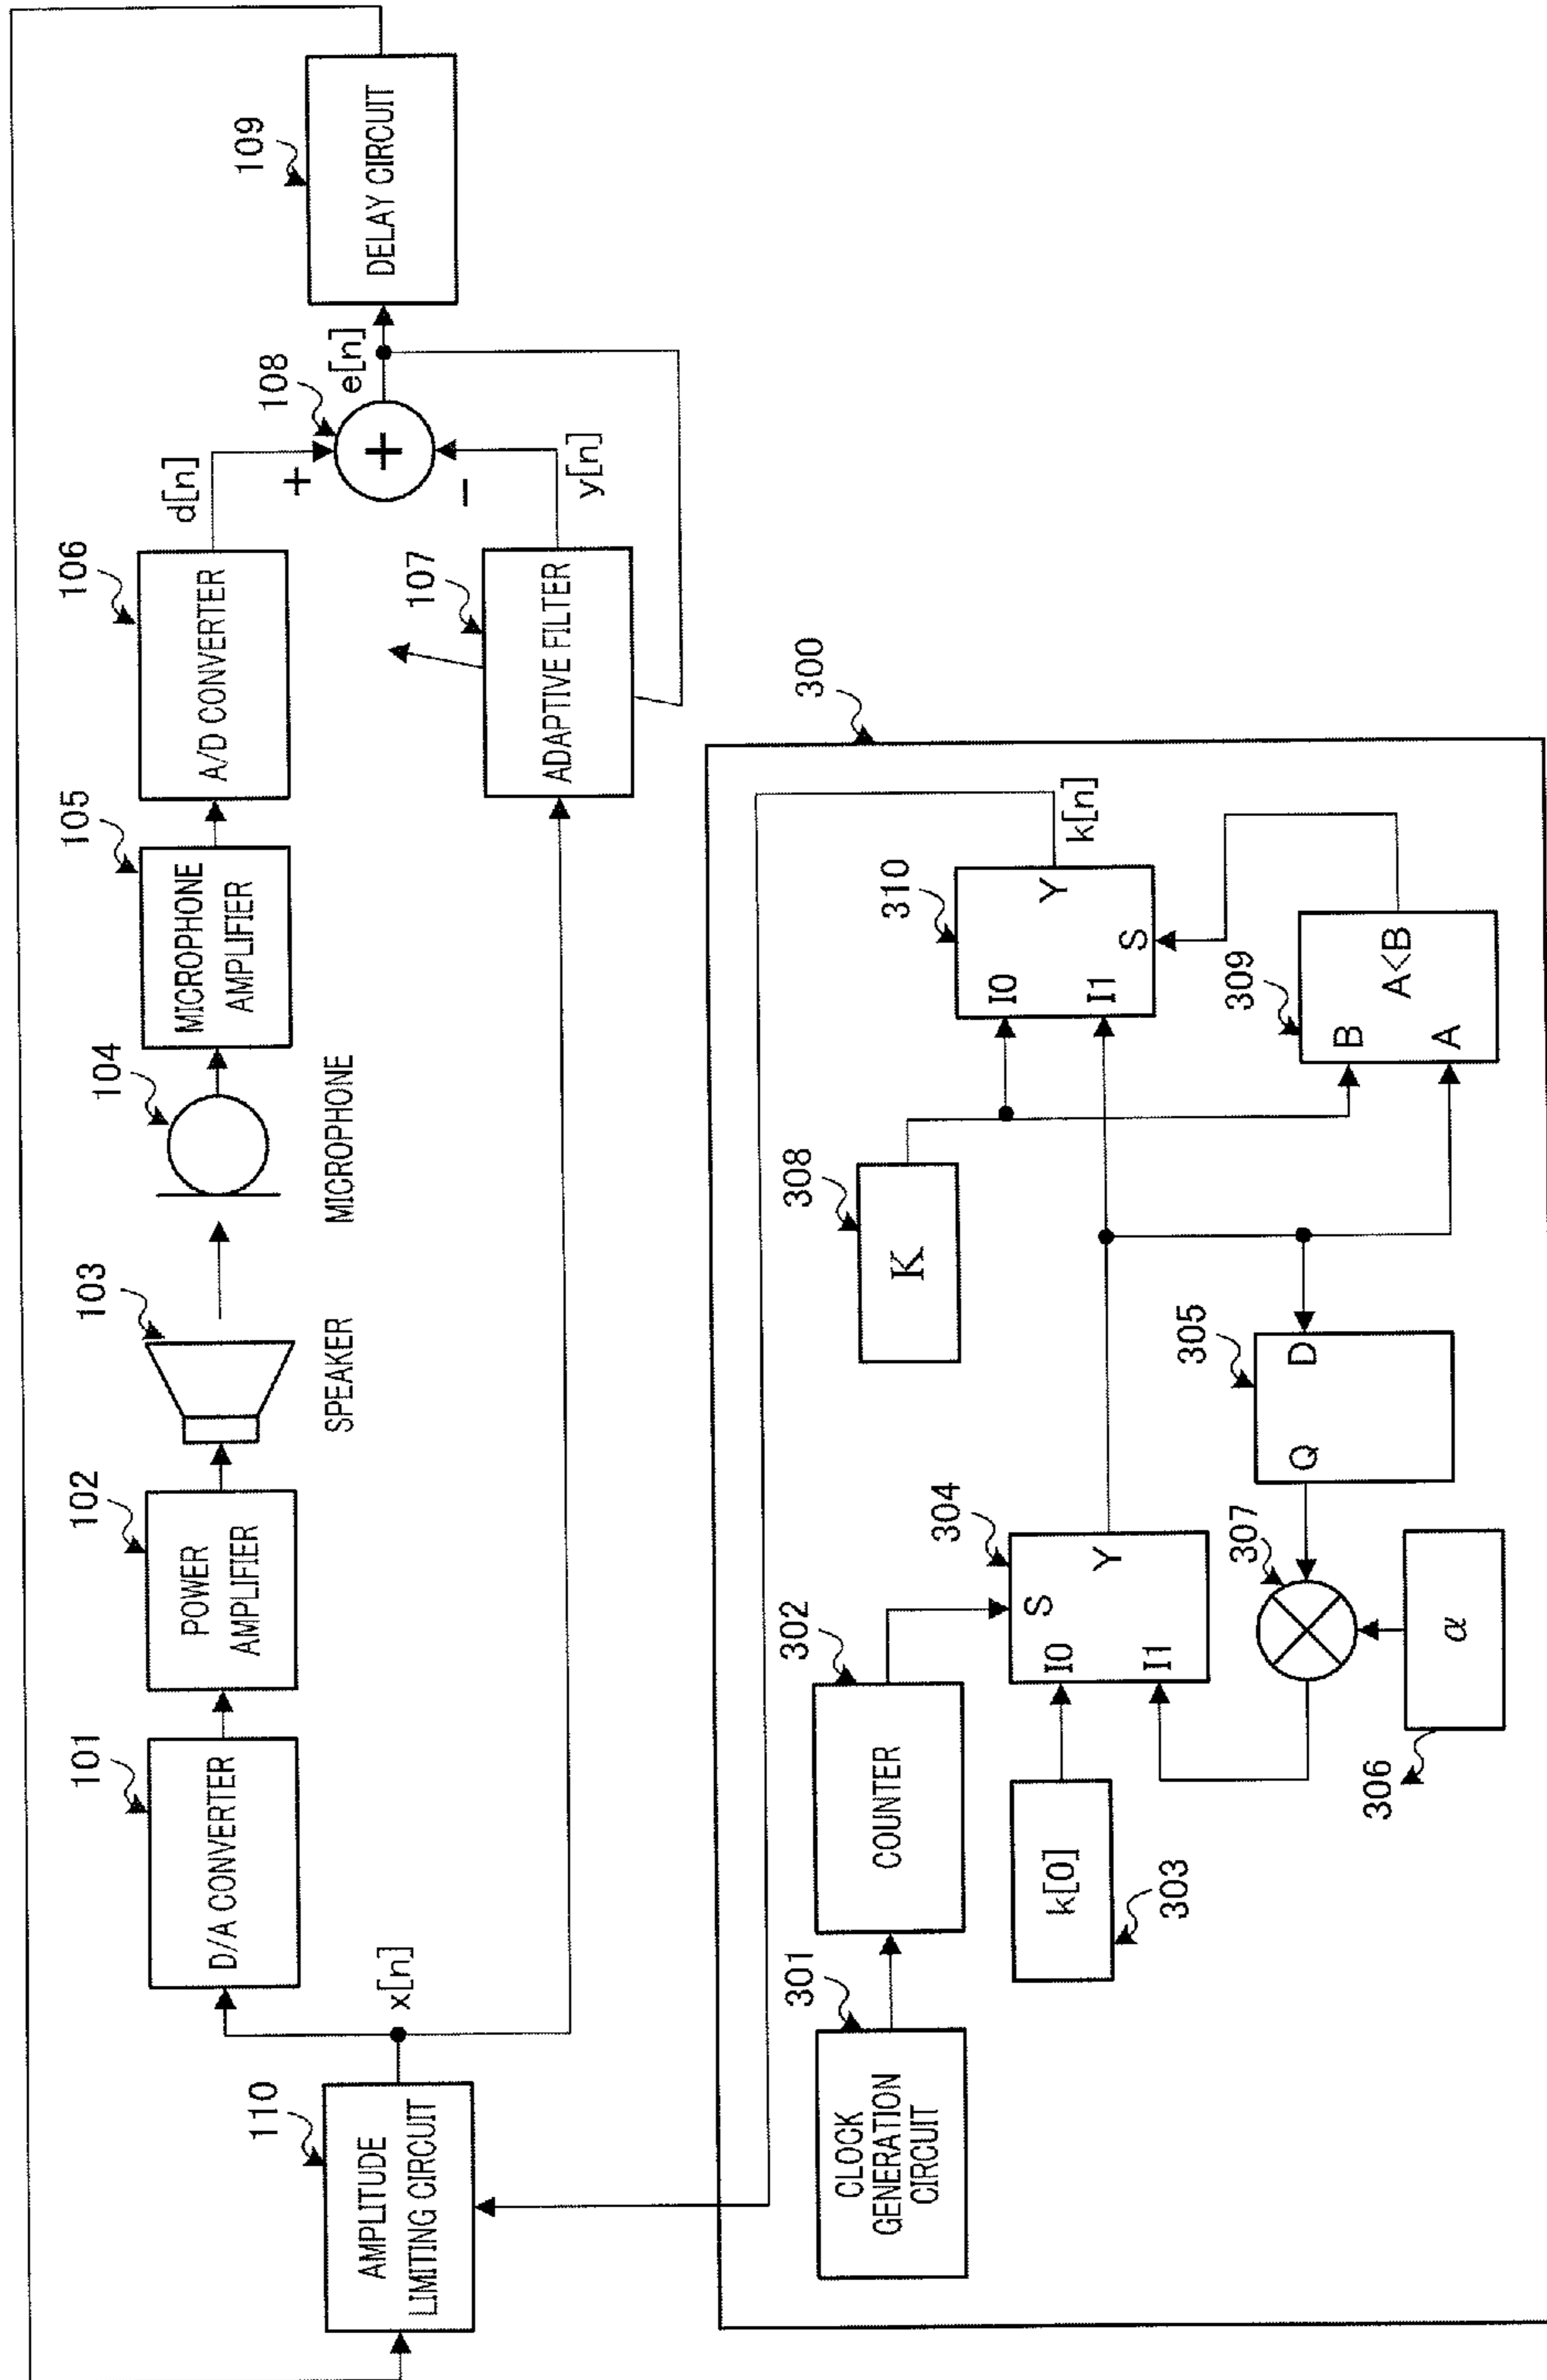 101
D/A CONVERTER
102
POWER
AMPLIFIER
103
SPEAKER
104
MICROPHONE
105
MICROPHONE
AMPLIFIER
106
A/D CONVERTER
d[n]
+
108
+
−
e[n]
109
DELAY CIRCUIT
110
AMPLITUDE
LIMITING CIRCUIT
x[n]
107
ADAPTIVE FILTER
y[n]
300
301
CLOCK
GENERATION
CIRCUIT
302
COUNTER
303
k[0]
304
S
I0
I1
Y
305
Q
D
306
α
307
308
K
309
B
A
A<B
310
I0
I1
Y
S
k[n]